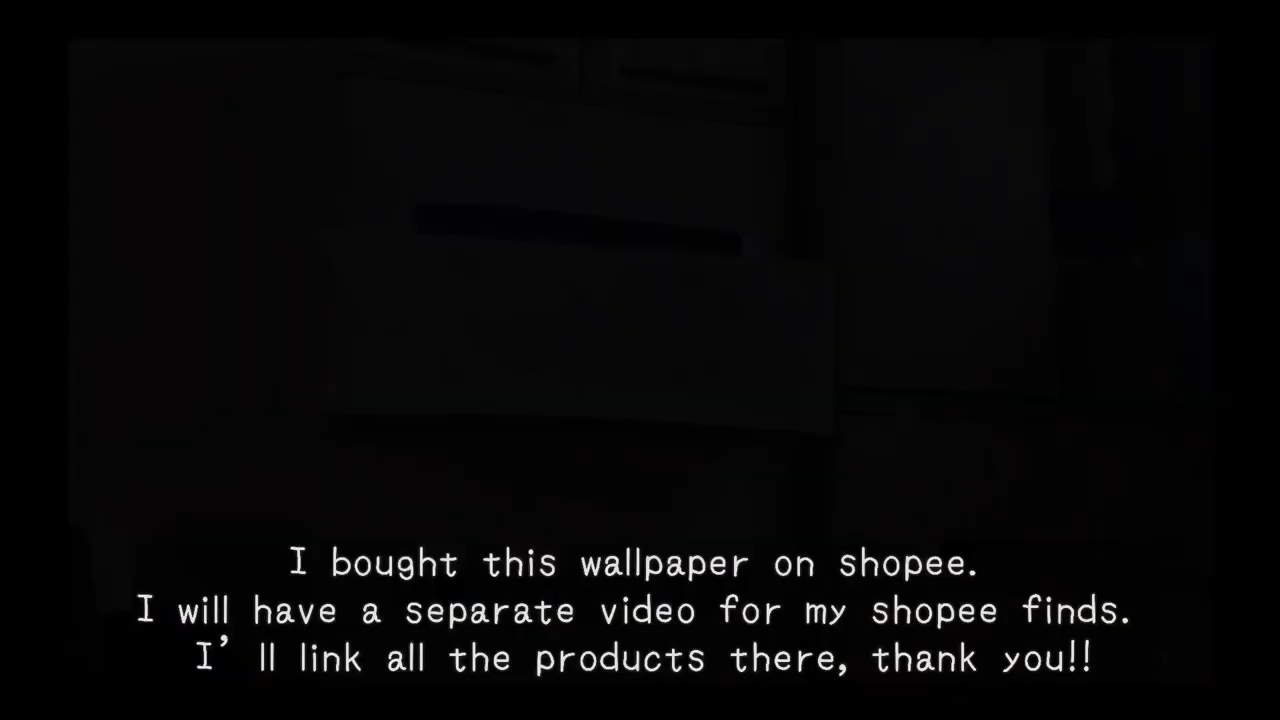 I bought this wallpaper on shopee.
I will have a separate video for my shopee finds.
I' ll link all the products there, thank you!!